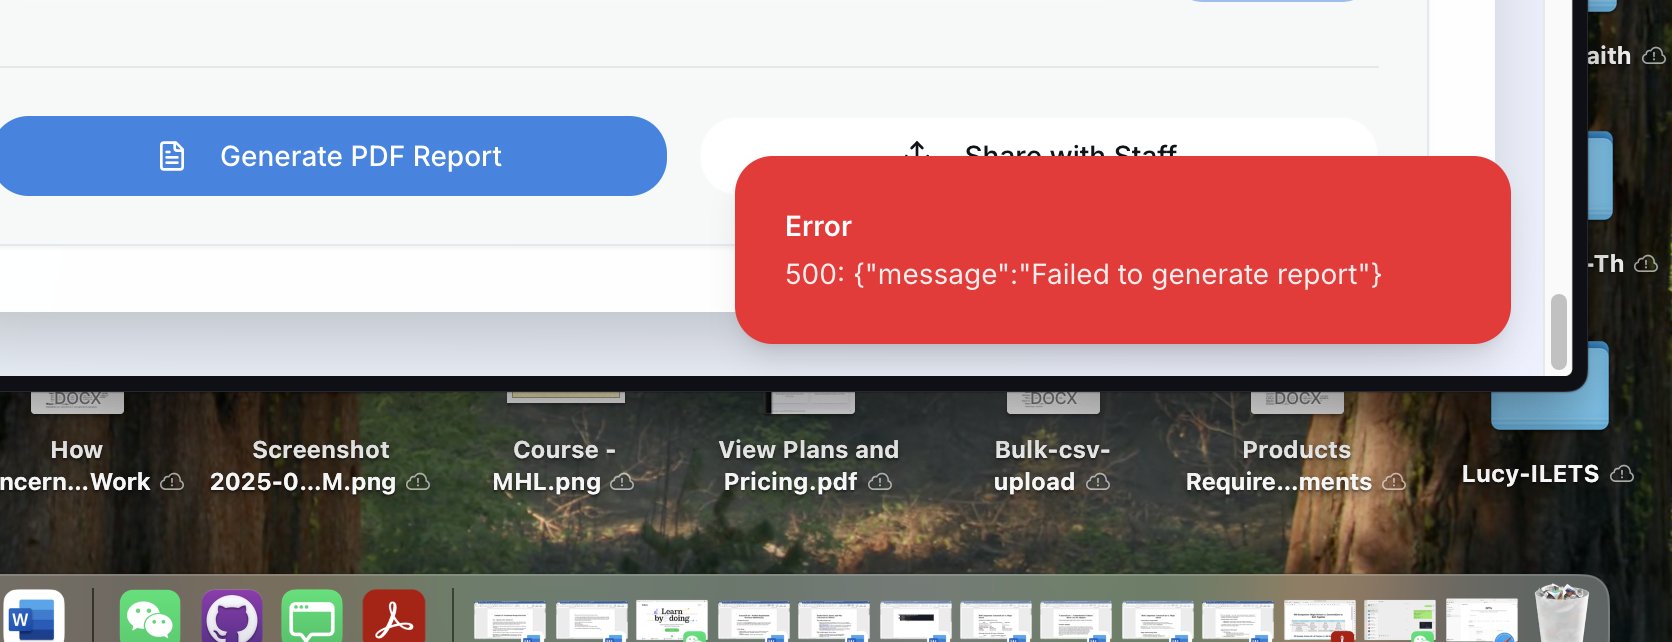 aith
Generate PDF Report
Share with Staff
Error
500: {"message":"Failed to generate report"}
-Th
DOCX
DOCX
DOCX
How
ncern...Work
Screenshot
2025-0...M.png
Course -
MHL.png
View Plans and
Pricing.pdf
Bulk-csv-
upload
Products
Require...ments
Lucy-ILETS
W
Learn
by doing